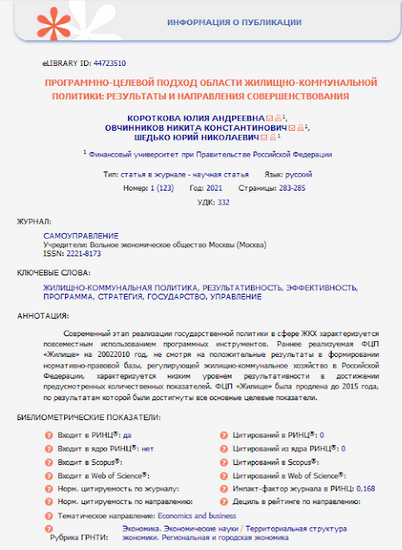 ИНФОРМАЦИЯ О ПУБЛИКАЦИИ
eLIBRARY ID: 44723510
ПРОГРАММНО-ЦЕЛЕВОЙ ПОДХОД ОБЛАСТИ ЖИЛИЩНО-КОММУНАЛЬНОЙ
ПОЛИТИКИ: РЕЗУЛЬТАТЫ И НАПРАВЛЕНИЯ СОВЕРШЕНСТВОВАНИЯ
КОРОТКОВА ЮЛИЯ АНДРЕЕВНА 1,
ОВЧИННИКОВ НИКИТА КОНСТАНТИНОВИЧ 1,
ШЕДЬКО ЮРИЙ НИКОЛАЕВИЧ 1
1 Финансовый университет при Правительстве Российской Федерации
Тип: статья в журнале - научная статья Язык: русский
Номер: 1 (123) Год: 2021 Страницы: 283-285
УДК: 332
ЖУРНАЛ:
САМОУПРАВЛЕНИЕ
Учредители: Вольное экономическое общество Москвы (Москва)
ISSN: 2221-8173
КЛЮЧЕВЫЕ СЛОВА:
ЖИЛИЩНО-КОММУНАЛЬНАЯ ПОЛИТИКА, РЕЗУЛЬТАТИВНОСТЬ, ЭФФЕКТИВНОСТЬ,
ПРОГРАММА, СТРАТЕГИЯ, ГОСУДАРСТВО, УПРАВЛЕНИЕ
АННОТАЦИЯ:
Современный этап реализации государственной политики в сфере ЖКХ характеризуется
повсеместным использованием программных инструментов. Раннее реализуемая ФЦП
«Жилище» на 20022010 год, не смотря на положительные результаты в формировании
нормативно-правовой базы, регулирующей жилищно-коммунальное хозяйство в Российской
Федерации, характеризуется низким уровнем результативности в достижении
предусмотренных количественных показателей. ФЦП «Жилище» была продлена до 2015 года,
по результатам которой были достигнуты все основные целевые показатели.
БИБЛИОМЕТРИЧЕСКИЕ ПОКАЗАТЕЛИ:
Входит в РИНЦ®: да Цитирований в РИНЦ®: 0
Входит в ядро РИНЦ®: нет Цитирований из ядра РИНЦ®: 0
Входит в Scopus®: Цитирований в Scopus®:
Входит в Web of Science®: Цитирований в Web of Science®:
Норм. цитируемость по журналу: Импакт-фактор журнала в РИНЦ: 0,168
Норм. цитируемость по направлению: Дециль в рейтинге по направлению:
Тематическое направление: Economics and business
Рубрика ГРНТИ: Экономика. Экономические науки / Территориальная структура
экономики. Региональная и городская экономика